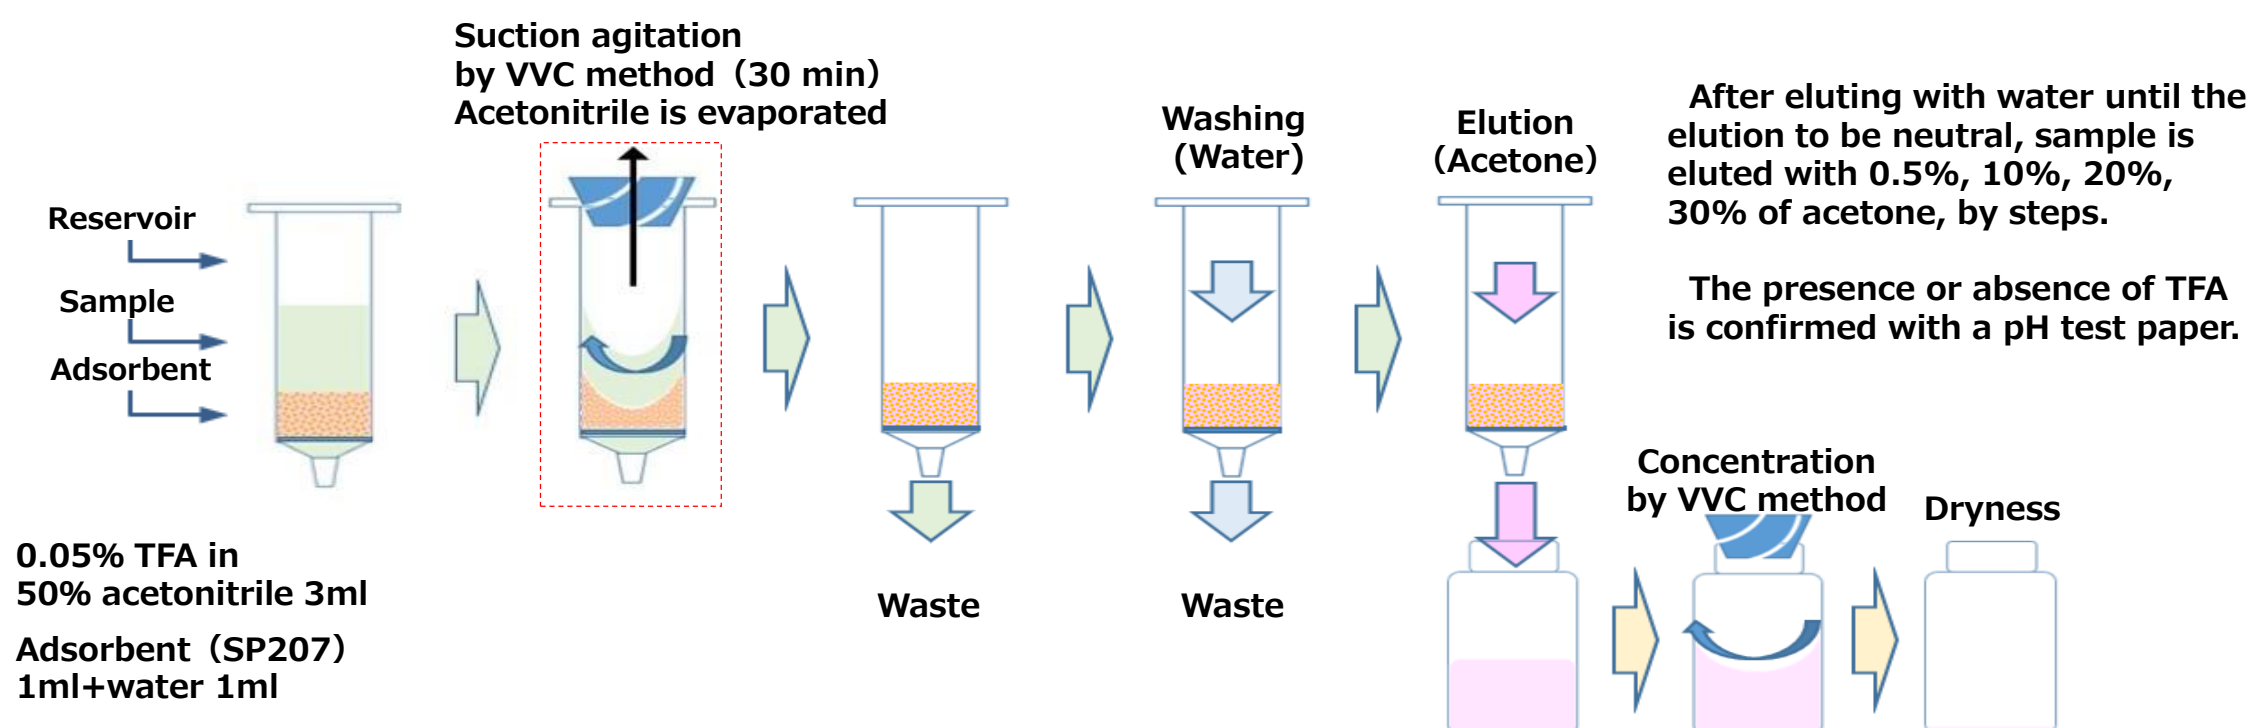 Suction agitation
by VVC method（30 min）
Acetonitrile is evaporated
Reservoir
Sample
Adsorbent
0.05% TFA in
50% acetonitrile 3ml
Adsorbent（SP207）
1ml+water 1ml
Waste
Washing
(Water)
Waste
Elution
（Acetone）
After eluting with water until the
elution to be neutral, sample is
eluted with 0.5%, 10%, 20%,
30% of acetone, by steps.
The presence or absence of TFA
is confirmed with a pH test paper.
Concentration
by VVC method
Dryness